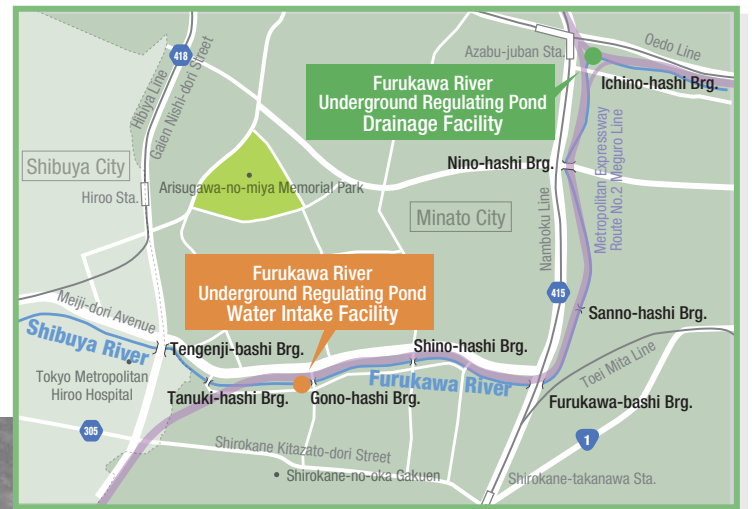 Oedo Line
Azabu-juban Sta.
418
Hibiya Line
Gaien Nishi-dori Street
Furukawa River
Underground Regulating Pond
Drainage Facility
Ichino-hashi Brg.
Shibuya City
Nino-hashi Brg.
Arisugawa-no-miya Memorial Park
Hiroo Sta.
Minato City
Namboku Line
Metropolitan Expressway
Route No.2 Meguro Line
Furukawa River
Underground Regulating Pond
Water Intake Facility
415
Meiji-dori Avenue
Sanno-hashi Brg.
Shibuya River
Tengenji-bashi Brg.
Shino-hashi Brg.
Toei Mita Line
Tokyo Metropolitan
Hiroo Hospital
Tanuki-hashi Brg.
Gono-hashi Brg.
Furukawa River
Furukawa-bashi Brg.
305
Shirokane Kitazato-dori Street
1
Shirokane-no-oka Gakuen
Shirokane-takanawa Sta.